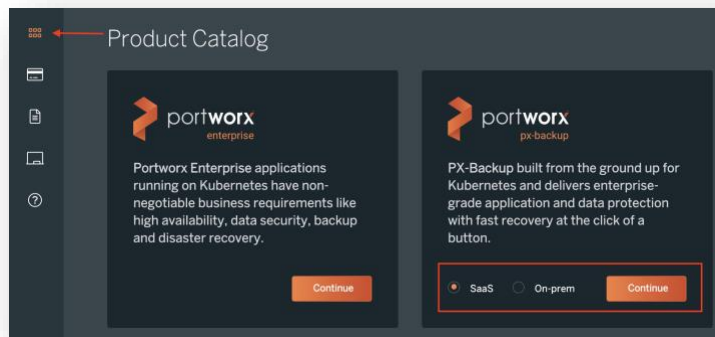 Product Catalog
portworx
enterprise
Portworx Enterprise applications
running on Kubernetes have non-
negotiable business requirements like
high availability, data security, backup
and disaster recovery.
Continue
portworx
px-backup
PX-Backup built from the ground up for
Kubernetes and delivers enterprise-
grade application and data protection
with fast recovery at the click of a
button.
SaaS On-prem Continue